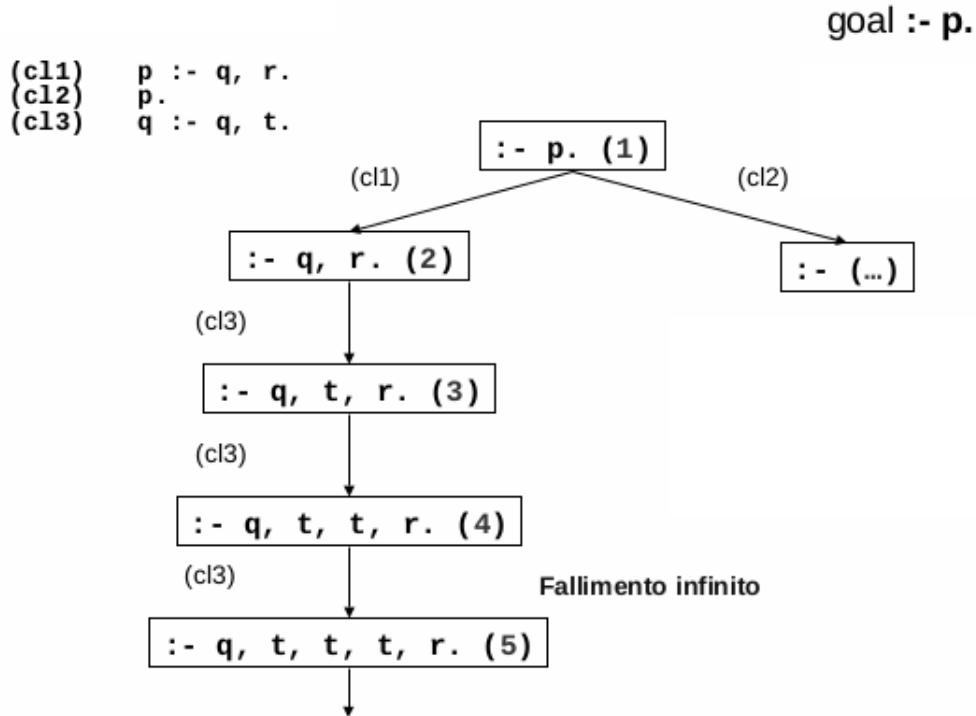 goal :- p.
(cl1) p :- q, r.
(cl2) p.
(cl3) q :- q, t.
:- p. (1)
(cl1)
(cl2)
:- q, r. (2)
:- (…)
(cl3)
:- q, t, r. (3)
(cl3)
:- q, t, t, r. (4)
(cl3)
Fallimento infinito
:- q, t, t, t, r. (5)